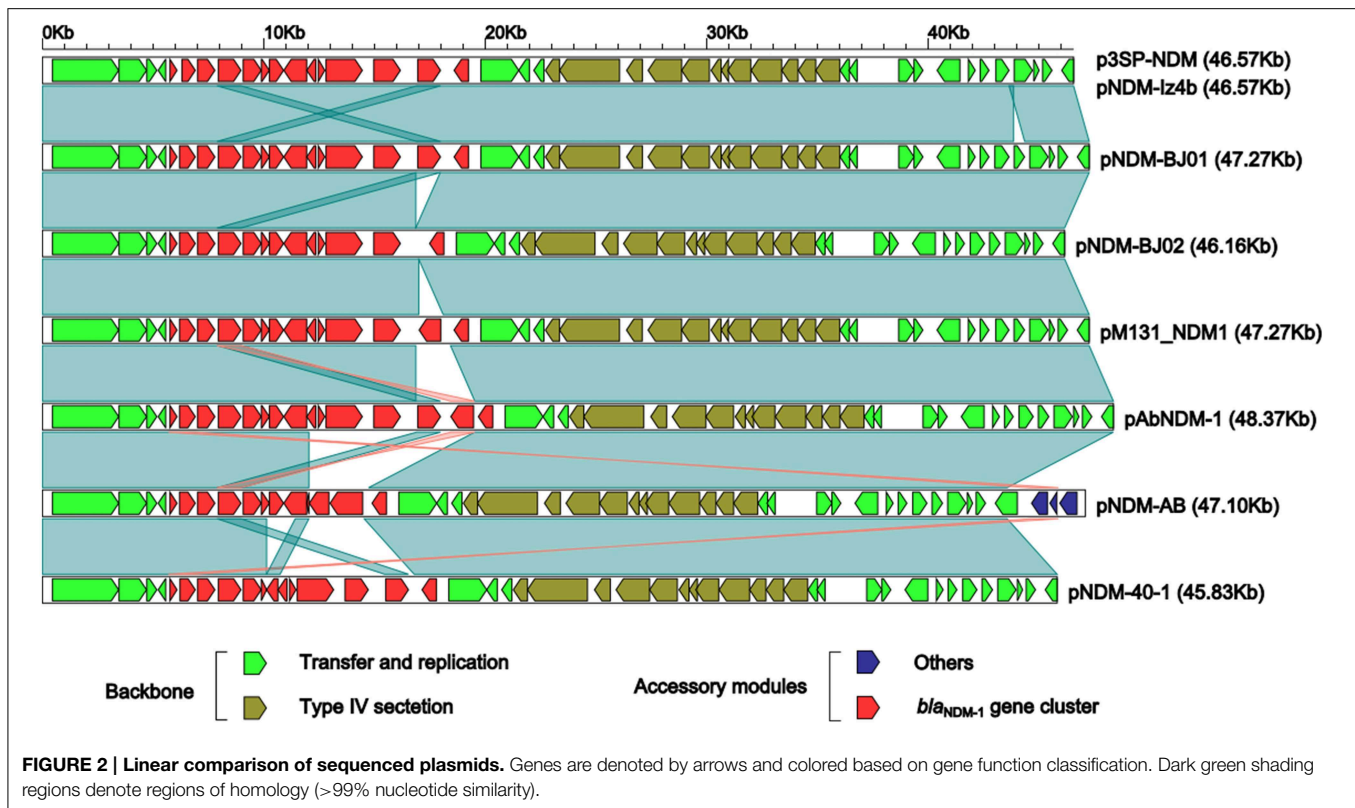 0Kb 10Kb 20Kb 30Kb 40Kb
p3SP-NDM (46.57Kb)
pNDM-Iz4b (46.57Kb)
pNDM-BJ01 (47.27Kb)
pNDM-BJ02 (46.16Kb)
pM131_NDM1 (47.27Kb)
pAbNDM-1 (48.37Kb)
pNDM-AB (47.10Kb)
pNDM-40-1 (45.83Kb)
Backbone
Transfer and replication
Type IV sectetion
Accessory modules
Others
blaNDM-1 gene cluster
FIGURE 2 | Linear comparison of sequenced plasmids. Genes are denoted by arrows and colored based on gene function classification. Dark green shading
regions denote regions of homology (>99% nucleotide similarity).